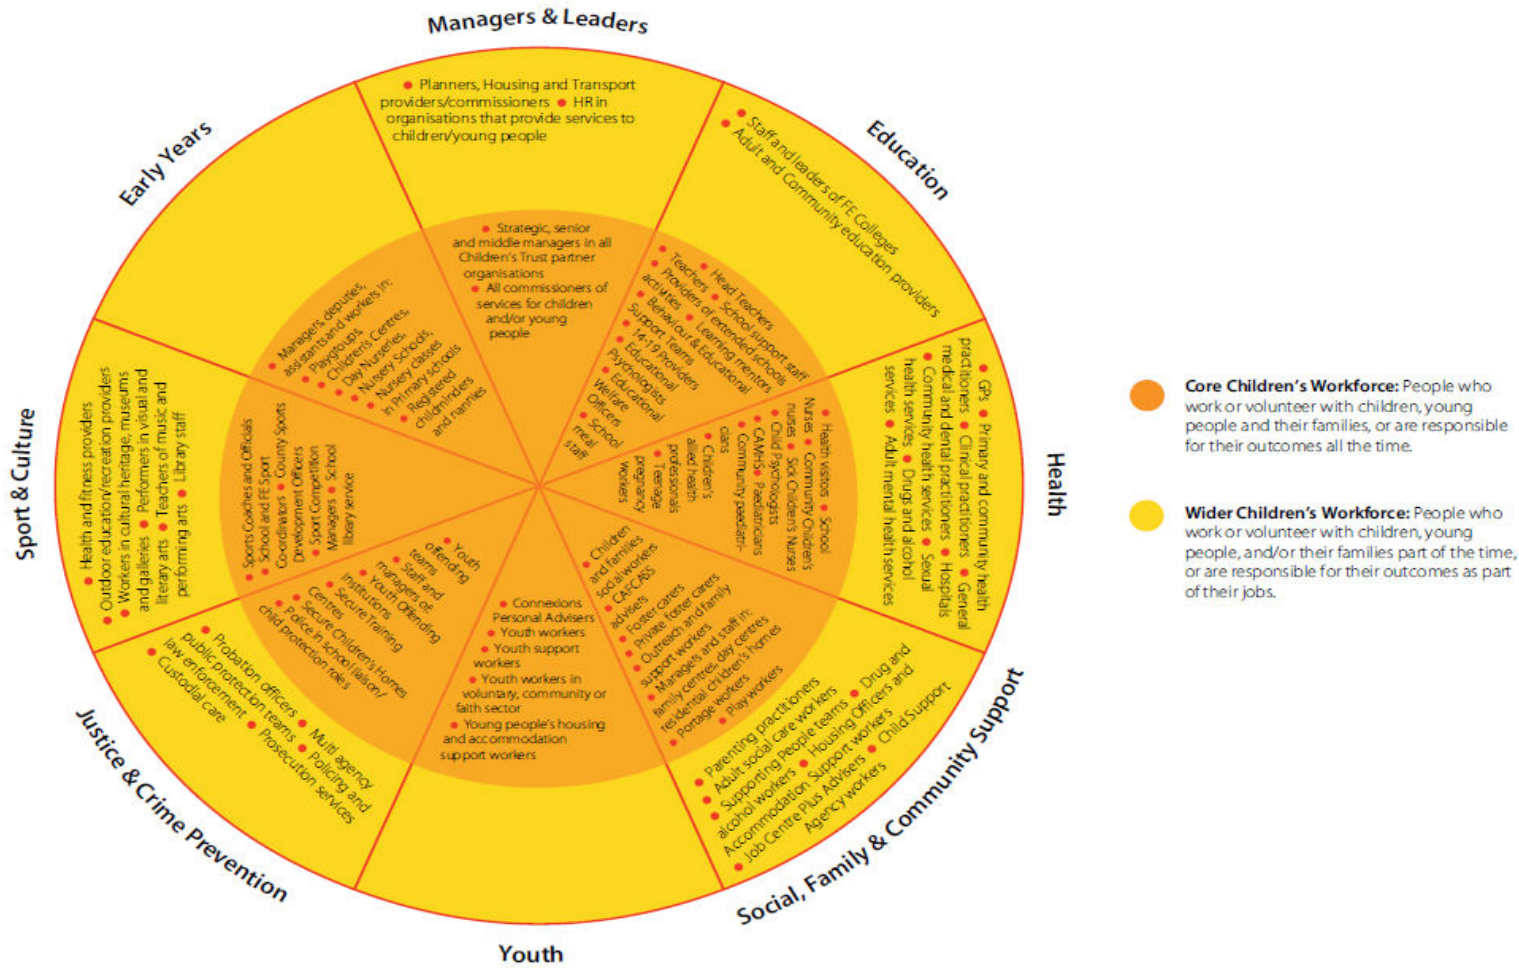 Managers & Leaders
• Planners, Housing and Transport
providers/commissioners • HR in
organisations that provide services to
children/young people
• Strategic, senior
and middle managers in all
Children's Trust partner
organisations
• All commissioners of
services for children
and/or young
people
Education
• Staff and leaders of FE Colleges
• Adult and Community education providers
• Head Teachers
• Teachers • School support staff
• Providers of extended schools
activities • Learning mentors
• Behaviour & Educational
Support Teams
• 14-19 Providers
• Educational
Psychologists
• Educational
Welfare
Officers
• School
meal
staff
Health
• GPs • Primary and community health
practitioners • Clinical practitioners • General
medical and dental practitioners • Hospitals
• Community health services • Sexual
health services • Drugs and alcohol
services • Adult mental health services
• Health visitors • School
Nurses • Community Children's
nurses • Sick Children's Nurses
• Child Psychologists
• CAMHS • Paediatricians
• Community paediatri-
cians
• Children's
allied health
professionals
• Teenage
pregnancy
workers
Social, Family & Community Support
• Children
and families
social workers
• CAFCASS
advisers
• Foster carers
• Private foster carers
• Outreach and family
support workers
• Managers and staff in:
family centres, day centres
residential children's homes
• Portage workers
• Play workers
• Parenting practitioners
• Adult social care workers
• Supporting People teams • Drug and
alcohol workers • Housing Officers and
Accommodation Support workers
• Job Centre Plus Advisers • Child Support
Agency workers
Youth
• Connexions
Personal Advisers
• Youth workers
• Youth support
workers
• Youth workers in
voluntary, community or
faith sector
• Young people's housing
and accommodation
support workers
Justice & Crime Prevention
• Youth
offending
teams
• Staff and
managers of:
• Youth Offending
Institutions
• Secure Training
Centres
• Secure Children's Homes
• Police in school liaison/
child protection roles
• Probation officers • Multi agency
public protection teams • Policing and
law enforcement • Prosecution services
• Custodial care
Sport & Culture
• Health and fitness providers
• Outdoor education/recreation providers
• Workers in cultural heritage, museums
and galleries • Performers in visual and
literary arts • Teachers of music and
performing arts • Library staff
• Sports Coaches and Officials
• School and FE Sport
Co-ordinators • County Sports
Development Officers
• Sport Competition
Managers • School
library service
Early Years
• Managers, deputies,
assistants and workers in:
• Playgroups,
• Children's Centres,
• Day Nurseries,
• Nursery Schools,
• Nursery classes
in Primary schools
• Registered
childminders
and nannies
Core Children's Workforce: People who
work or volunteer with children, young
people and their families, or are responsible
for their outcomes all the time.
Wider Children's Workforce: People who
work or volunteer with children, young
people, and/or their families part of the time,
or are responsible for their outcomes as part
of their jobs.